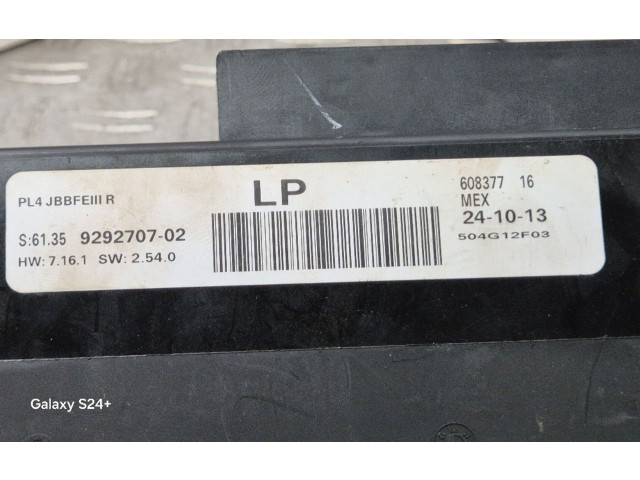 PL4 JBBFEIII R
LP
608377 16
MEX
24-10-13
504G12F03
S:61.35 9292707-02
HW: 7.16.1 SW: 2.54.0
Galaxy S24+